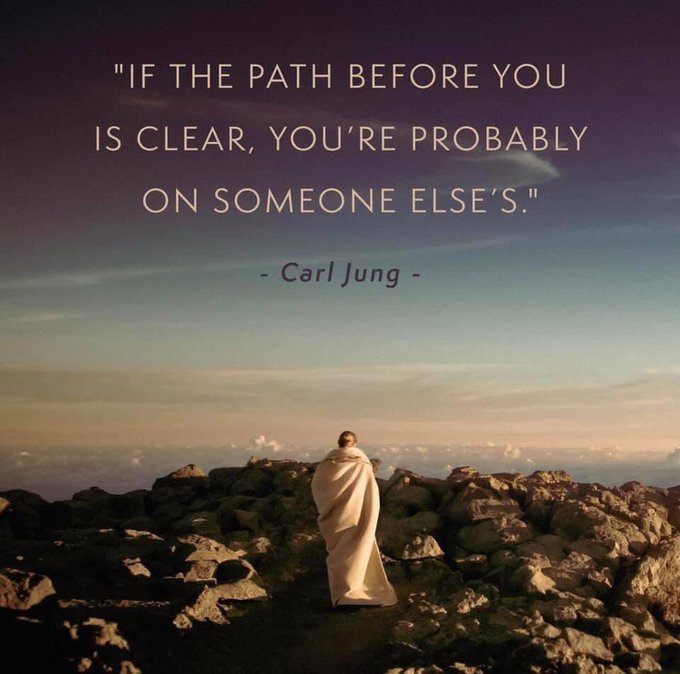 "IF THE PATH BEFORE YOU
IS CLEAR, YOU’RE PROBABLY
ON SOMEONE ELSE’S."
- Carl Jung -